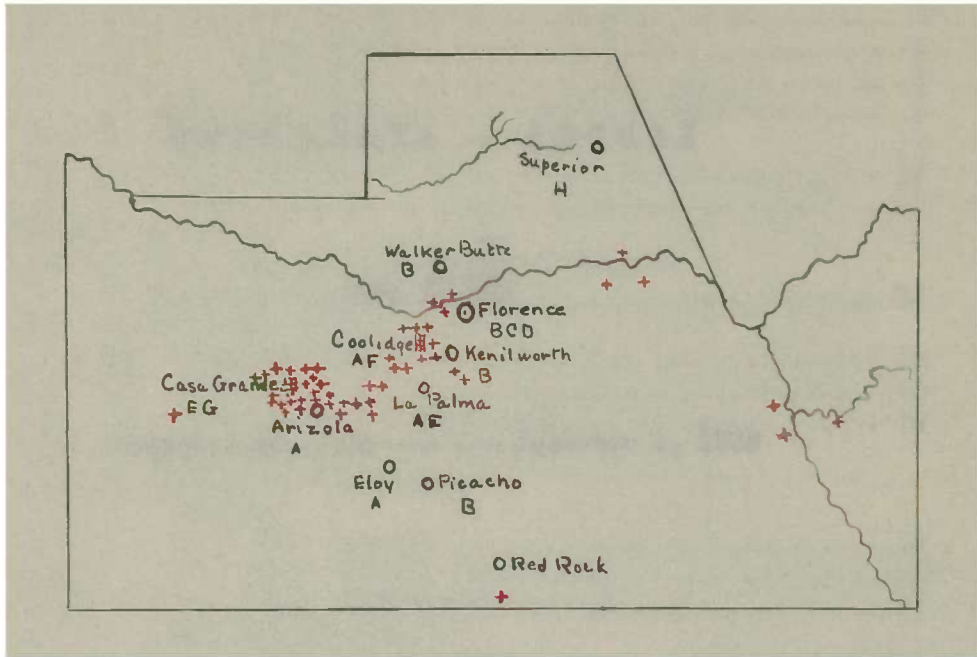 Superior
H
Walker Butte
B
Florence
BCD
Coolidge
AF
Kenilworth
B
Casa Grande
EG
La Palma
AE
Arizola
A
Eloy
A
Picacho
B
Red Rock